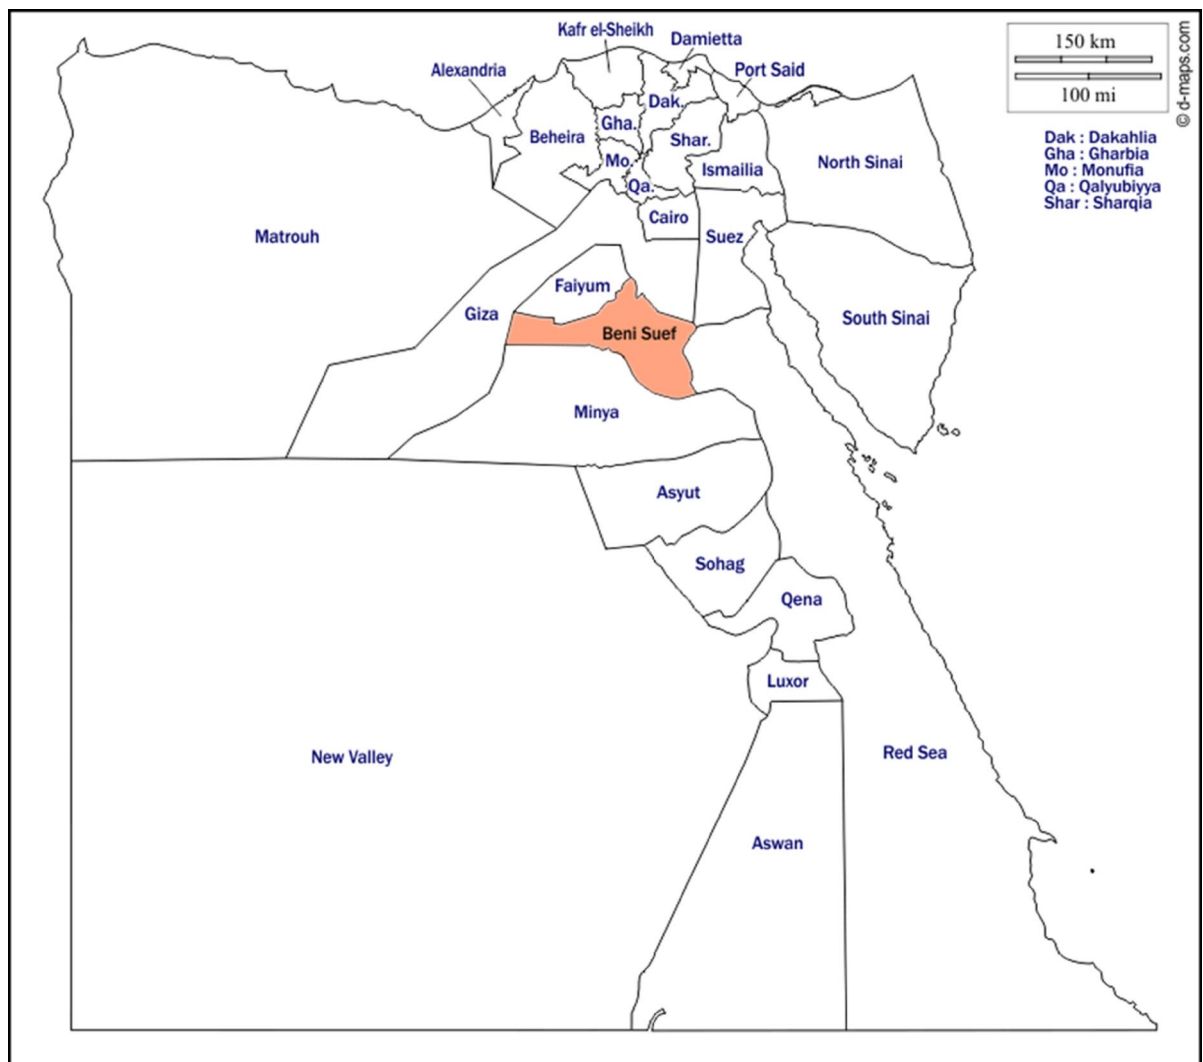 Kafr el-Sheikh
Damietta
Alexandria
Port Said
150 km
100 mi
© d-maps.com
Dak : Dakahlia
Gha : Gharbia
Mo : Monufia
Qa : Qalyubiyya
Shar : Sharqia
Dak.
Gha.
Beheira
Shar.
Mo.
Ismailia
North Sinai
Qa.
Cairo
Matrouh
Suez
Faiyum
Giza
South Sinai
Beni Suef
Minya
Asyut
Sohag
Qena
Luxor
New Valley
Red Sea
Aswan